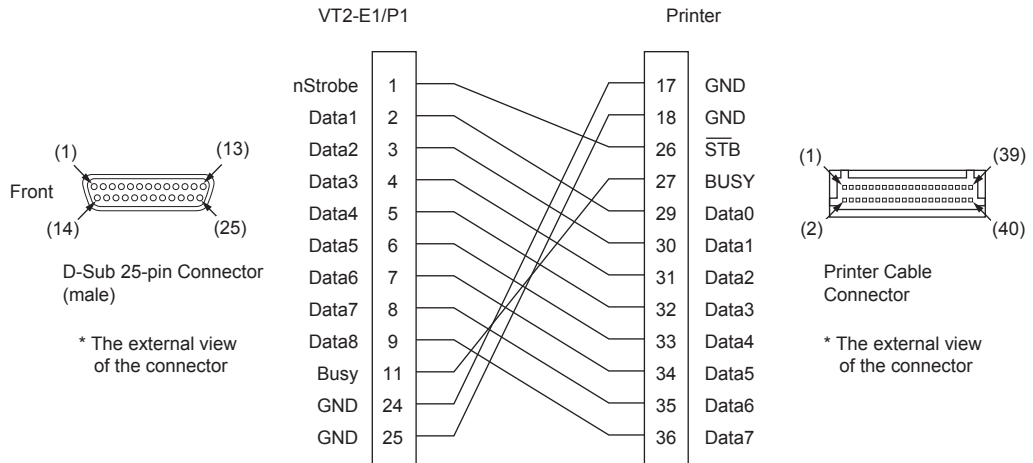 VT2-E1/P1 Printer
nStrobe 1 17 GND
Data1 2 18 GND
Data2 3 26 STB
Data3 4 27 BUSY
Data4 5 29 Data0
Data5 6 30 Data1
Data6 7 31 Data2
Data7 8 32 Data3
Data8 9 33 Data4
Busy 11 34 Data5
GND 24 35 Data6
GND 25 36 Data7
(1) (13)
Front
(14) (25)
D-Sub 25-pin Connector
(male)
* The external view
of the connector
(1) (39)
(2) (40)
Printer Cable
Connector
* The external view
of the connector